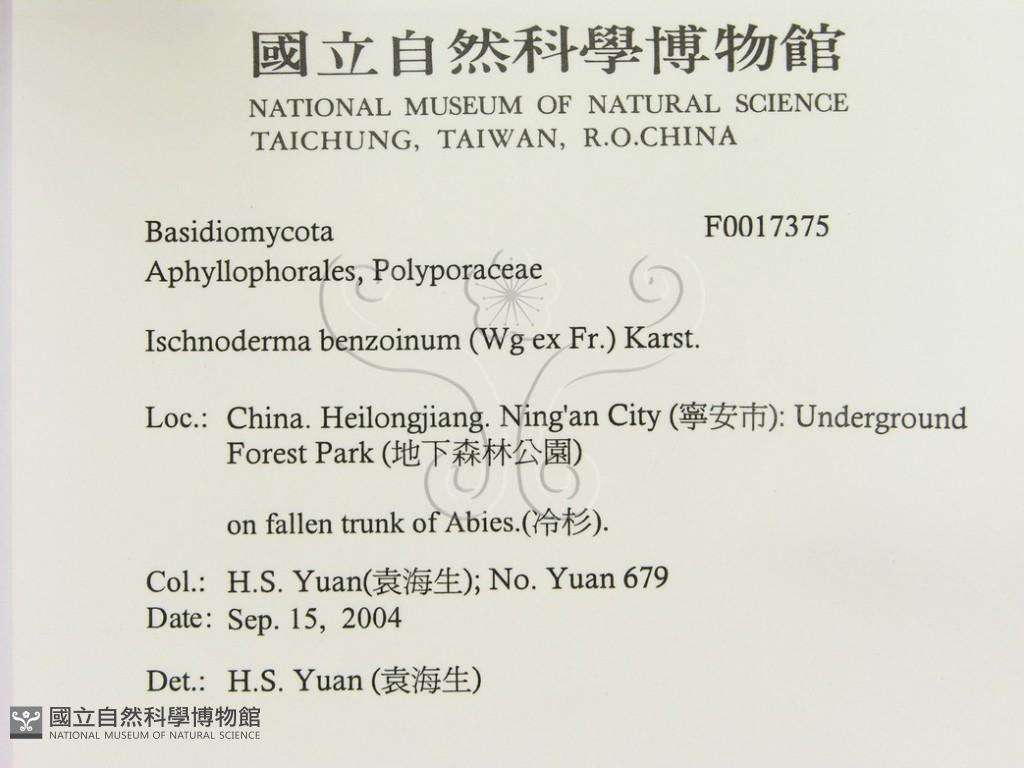 國立自然科學博物館
NATIONAL MUSEUM OF NATURAL SCIENCE
TAICHUNG, TAIWAN, R.O.CHINA
Basidiomycota F0017375
Aphyllophorales, Polyporaceae
Ischnoderma benzoinum (Wg ex Fr.) Karst.
Loc.: China. Heilongjiang. Ning'an City (寧安市): Underground
Forest Park (地下森林公園)
on fallen trunk of Abies.(冷杉).
Col.: H.S. Yuan(袁海生); No. Yuan 679
Date: Sep. 15, 2004
Det.: H.S. Yuan (袁海生)
國立自然科學博物館
NATIONAL MUSEUM OF NATURAL SCIENCE